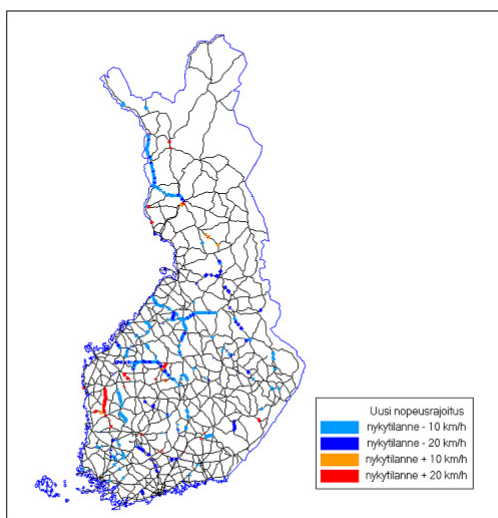 Uusi nopeusrajoitus
nykytilanne - 10 km/h
nykytilanne - 20 km/h
nykytilanne + 10 km/h
nykytilanne + 20 km/h